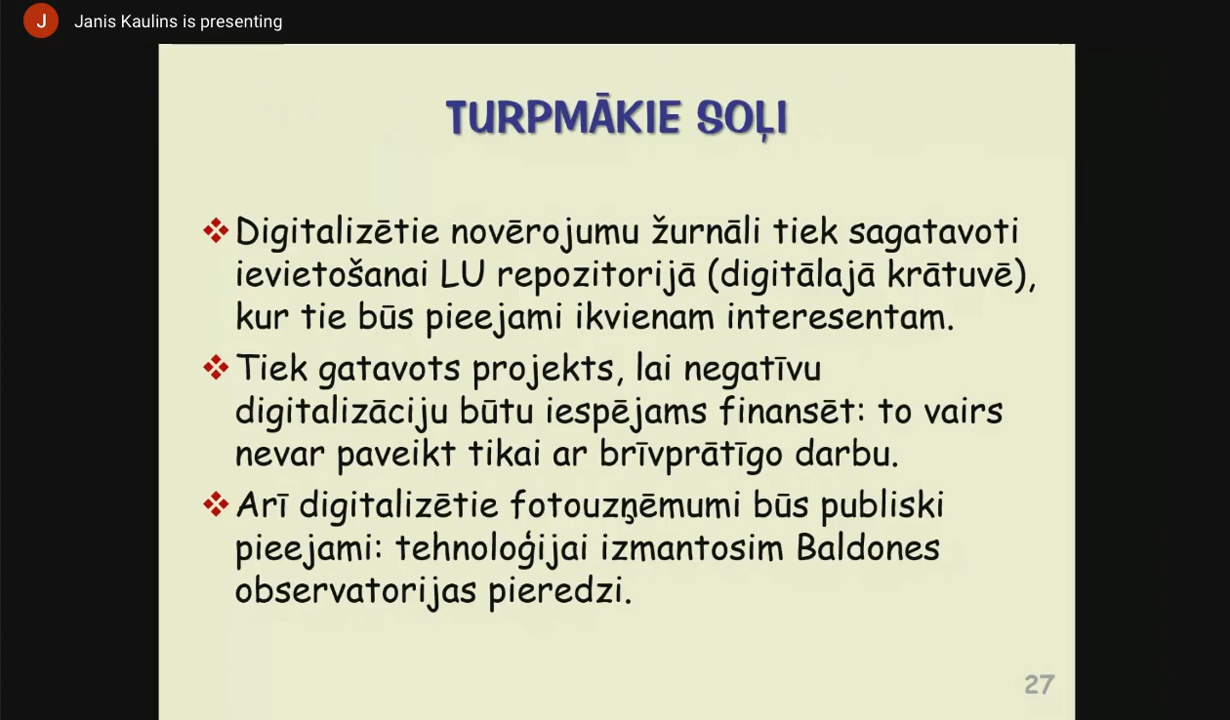 J
Janis Kaulins is presenting
TURPMĀKIE SOĻI
Digitalizētie novērojumu žurnāli tiek sagatavoti
ievietošanai LU repozitorijā (digitālajā krātuvē),
kur tie būs pieejami ikvienam interesentam.
Tiek gatavots projekts, lai negatīvu
digitalizāciju būtu iespējams finansēt: to vairs
nevar paveikt tikai ar brīvprātīgo darbu.
Arī digitalizētie fotouzņēmumi būs publiski
pieejami: tehnoloģijai izmantosim Baldones
observatorijas pieredzi.
27